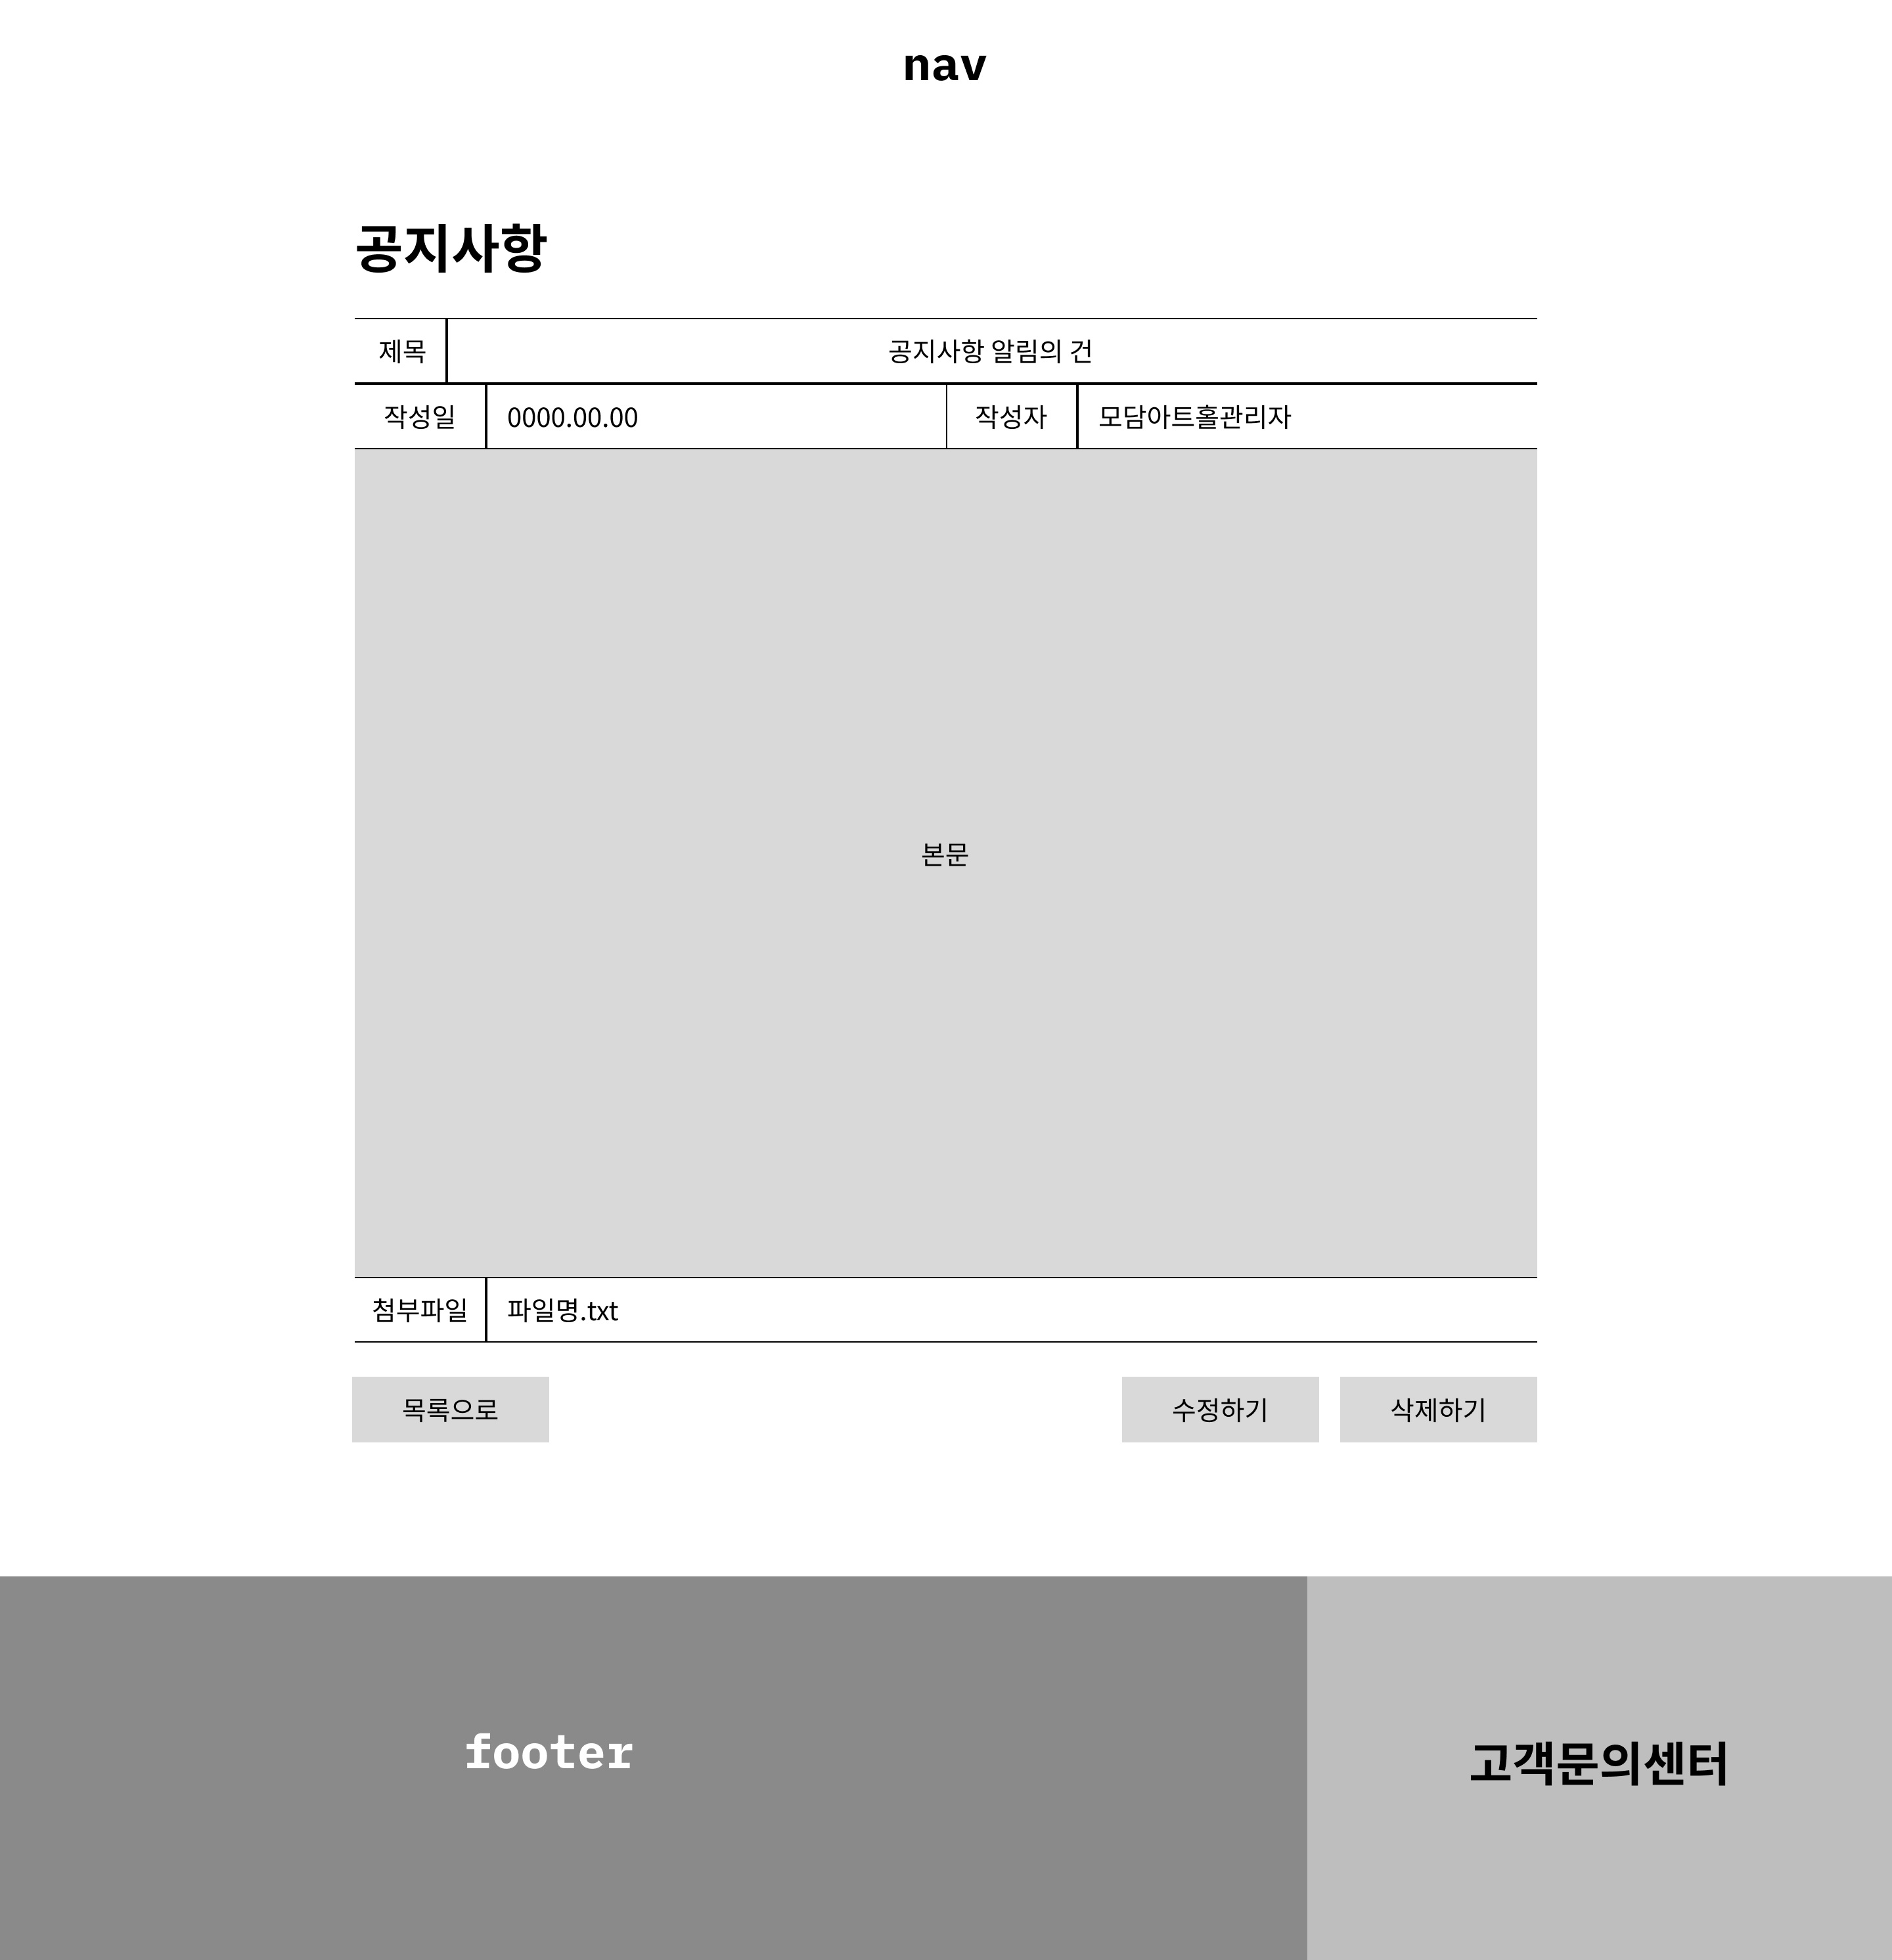 nav
공지사항
제목
공지사항 알림의 건
작성일
0000.00.00
작성자
모담아트홀관리자
본문
첨부파일
파일명.txt
목록으로
수정하기
삭제하기
footer
고객문의센터